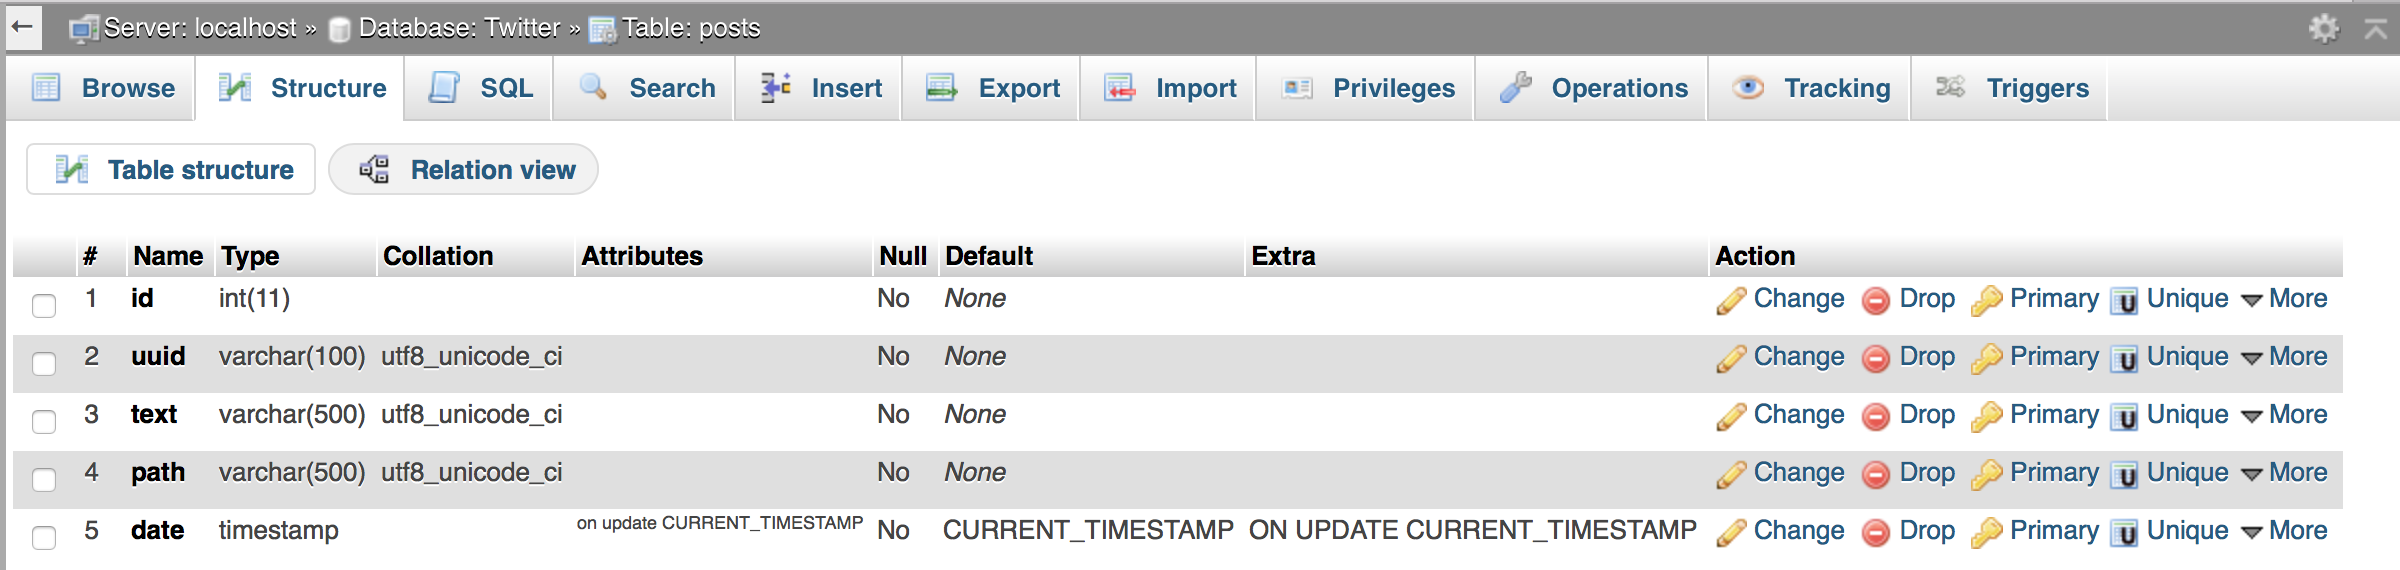 Server: localhost » Database: Twitter » Table: posts
Browse Structure SQL Search Insert Export Import Privileges Operations Tracking Triggers
Table structure Relation view
# Name Type Collation Attributes Null Default Extra Action
1 id int(11) No None Change Drop Primary Unique More
2 uuid varchar(100) utf8_unicode_ci No None Change Drop Primary Unique More
3 text varchar(500) utf8_unicode_ci No None Change Drop Primary Unique More
4 path varchar(500) utf8_unicode_ci No None Change Drop Primary Unique More
5 date timestamp on update CURRENT_TIMESTAMP No CURRENT_TIMESTAMP ON UPDATE CURRENT_TIMESTAMP Change Drop Primary Unique More